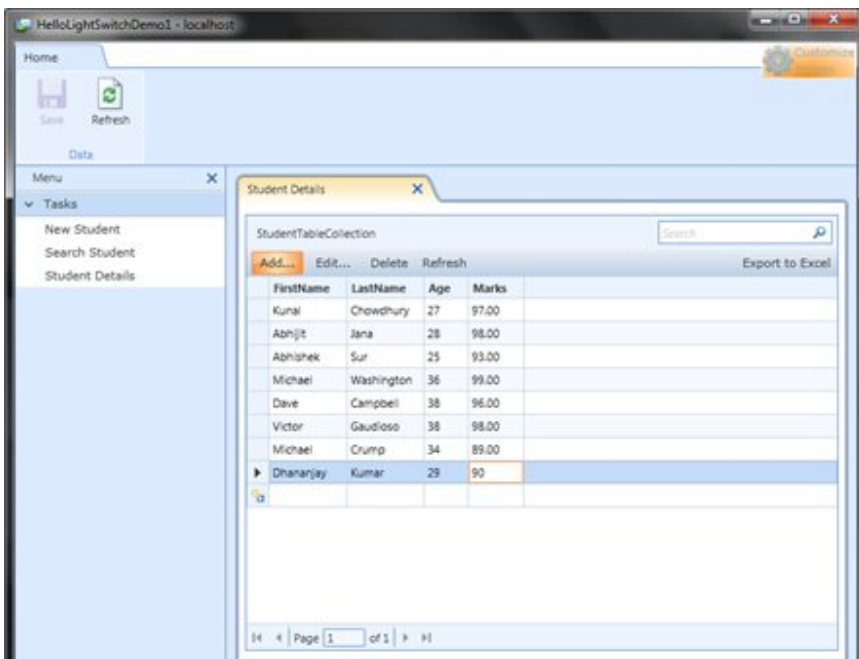 HelloLightSwitchDemo1 - localhost
Home
Customize
Save Refresh
Data
Menu
Tasks
New Student
Search Student
Student Details
Student Details
StudentTableCollection
Search
Add... Edit... Delete Refresh Export to Excel
FirstName LastName Age Marks
Kunal Chowdhury 27 97.00
Abhijit Jana 28 98.00
Abhishek Sur 25 93.00
Michael Washington 36 99.00
Dave Campbell 38 96.00
Victor Gaudioso 38 98.00
Michael Crump 34 89.00
Dhananjay Kumar 29 90
Page 1 of 1